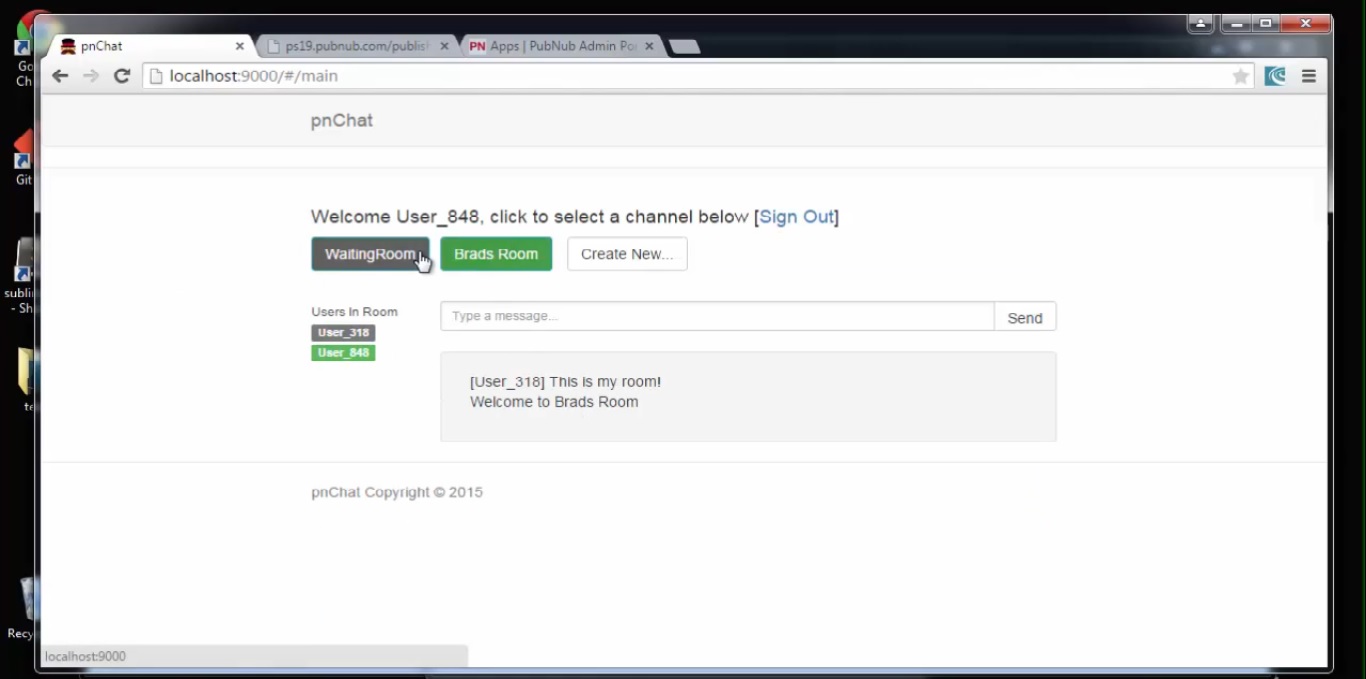 pnChat
ps19.pubnub.com/publish
PN Apps | PubNub Admin Po
localhost:9000/#/main
pnChat
Welcome User_848, click to select a channel below [Sign Out]
WaitingRoom
Brads Room
Create New...
Users In Room
User_318
User_848
Type a message...
Send
[User_318] This is my room!
Welcome to Brads Room
pnChat Copyright © 2015
localhost:9000
Go
Ch
Git
subli
- Sh
te
Recy